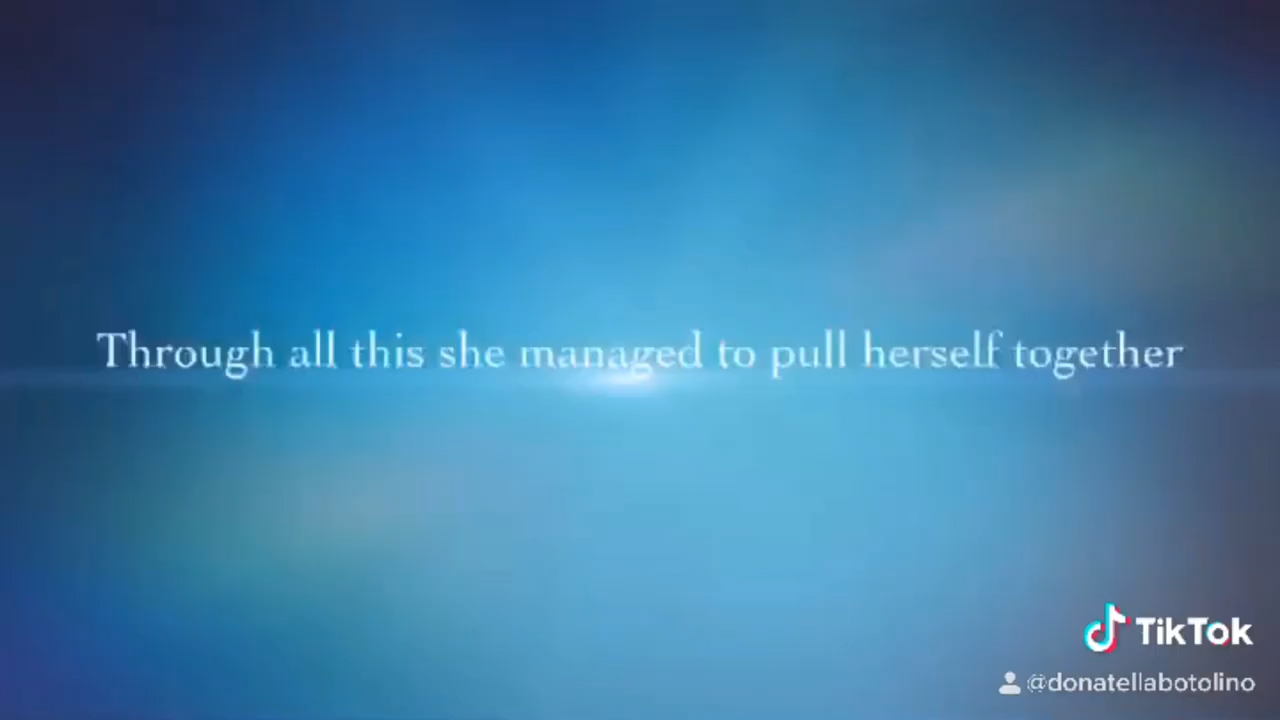 Through all this she managed to pull herself together
TikTok
@donatellabotolino